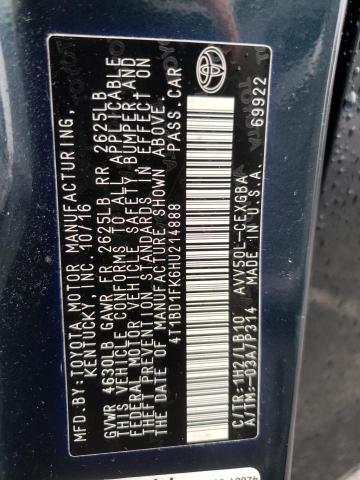 MFD.BY:TOYOTA MOTOR MANUFACTURING,
KENTUCKY, INC. 10/16
GVWR 4630LB GAWR FR 2625LB RR 2625LB
THIS VEHICLE CONFORMS TO ALL APPLICABLE
FEDERAL MOTOR VEHICLE SAFETY, BUMPER, AND
THEFT PREVENTION STANDARDS IN EFFECT ON
THE DATE OF MANUFACTURE SHOWN ABOVE.
4T1BD1FK6HU214888 PASS.CAR
C/TR:1H2/LB10 AVV50L-CEXGBA
A/TM:-03A/P314 MADE IN U.S.A.
69922
TOYOTA